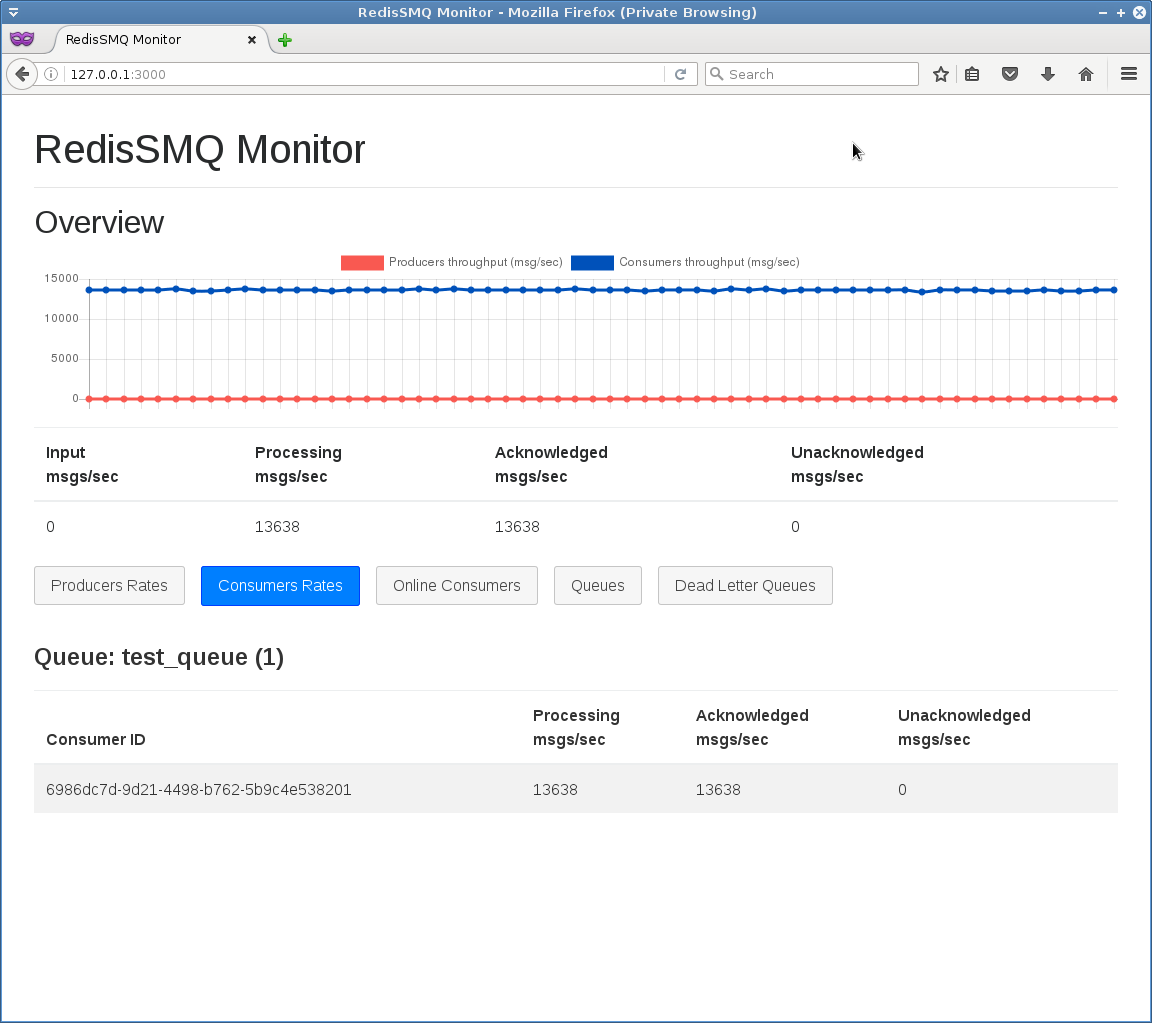 RedisSMQ Monitor - Mozilla Firefox (Private Browsing)
RedisSMQ Monitor
127.0.0.1:3000
Search
RedisSMQ Monitor
Overview
Producers throughput (msg/sec) Consumers throughput (msg/sec)
15000
10000
5000
0
Input msgs/sec Processing msgs/sec Acknowledged msgs/sec Unacknowledged msgs/sec
0 13638 13638 0
Producers Rates Consumers Rates Online Consumers Queues Dead Letter Queues
Queue: test_queue (1)
Consumer ID Processing msgs/sec Acknowledged msgs/sec Unacknowledged msgs/sec
6986dc7d-9d21-4498-b762-5b9c4e538201 13638 13638 0